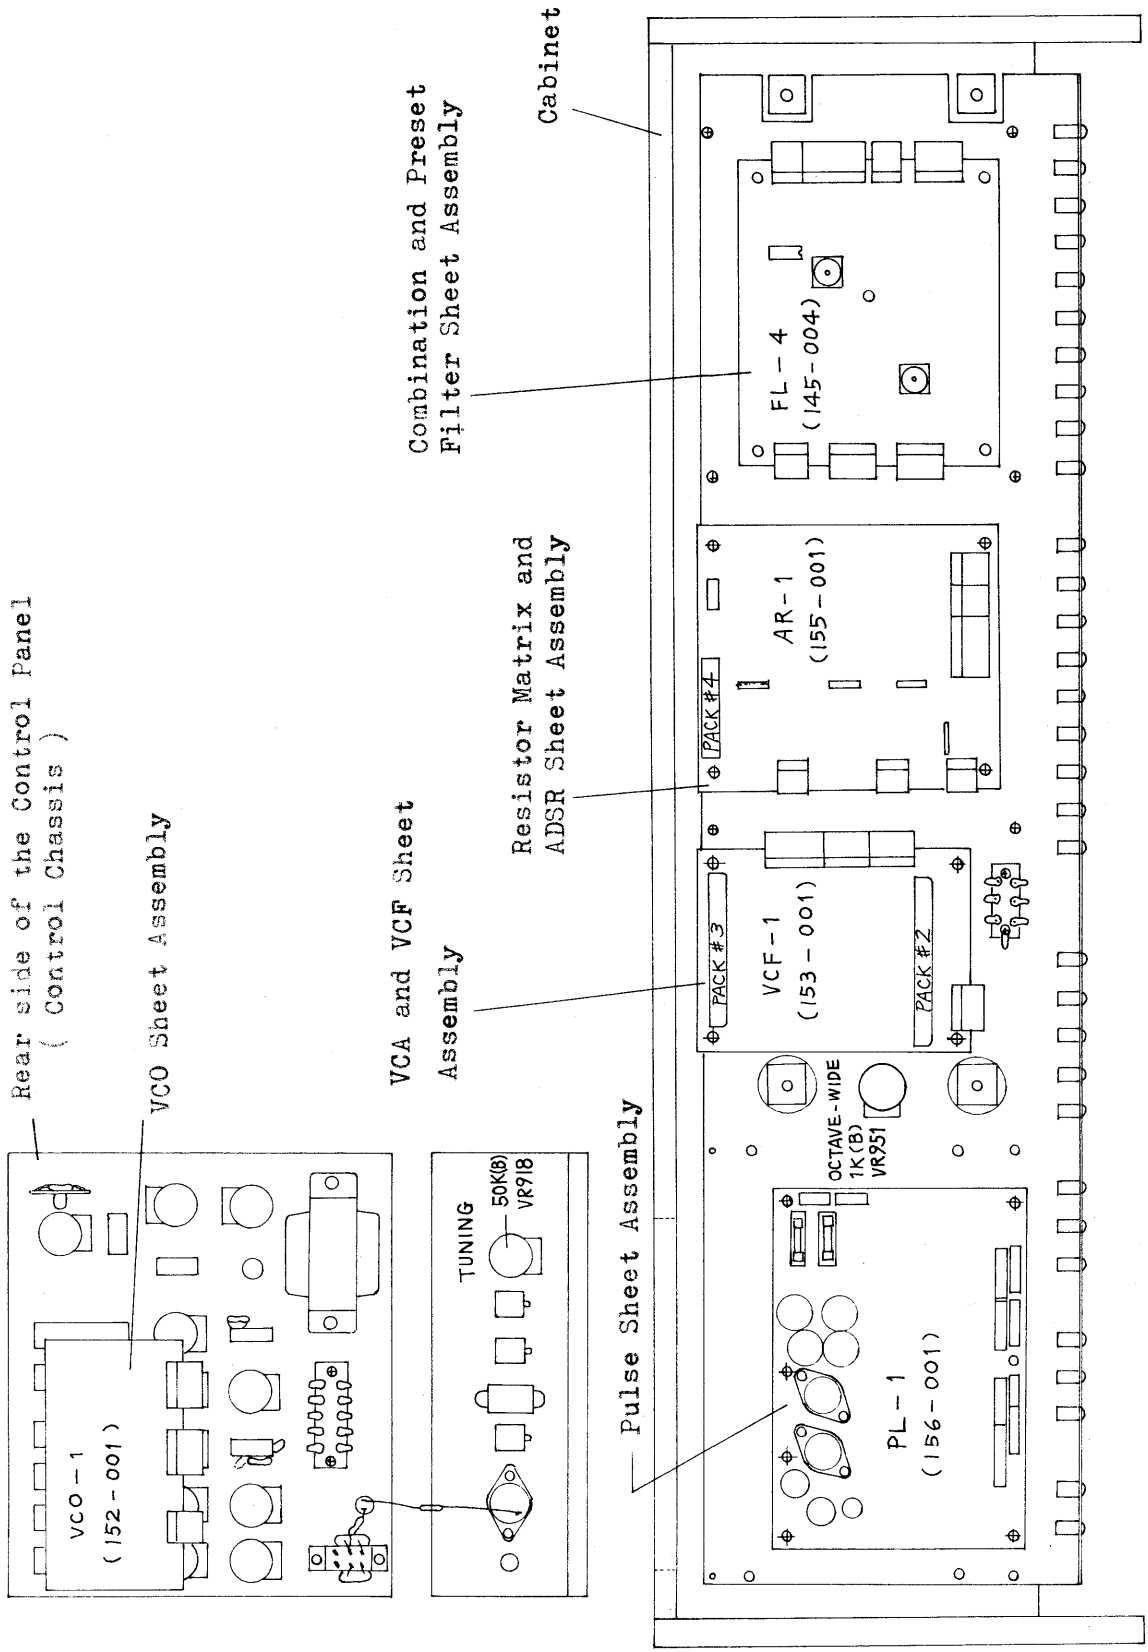 Rear side of the Control Panel
( Control Chassis )
VCO Sheet Assembly
VCO-1
(152-001)
TUNING
50K(B)
VR918
VCA and VCF Sheet
Assembly
Resistor Matrix and
ADSR Sheet Assembly
Combination and Preset
Filter Sheet Assembly
Cabinet
Pulse Sheet Assembly
PL-1
(156-001)
OCTAVE-WIDE
1K(B)
VR951
PACK #3
VCF-1
(153-001)
PACK #2
PACK #4
AR-1
(155-001)
FL-4
(145-004)